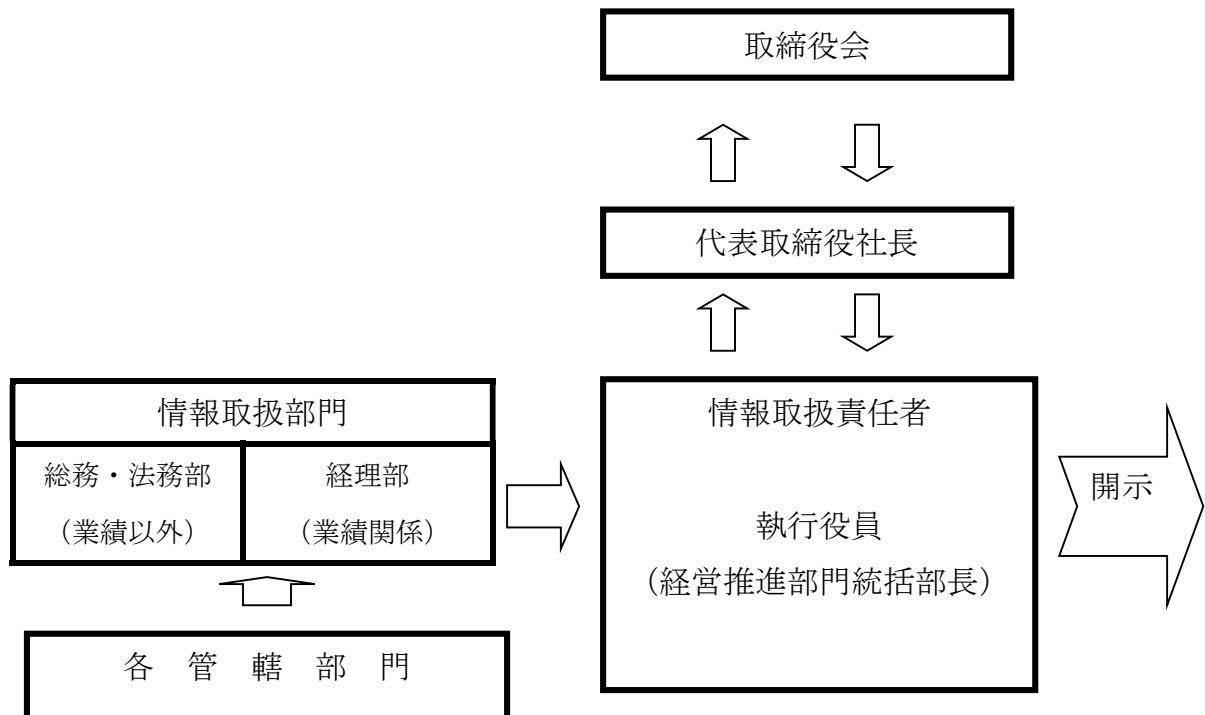 取締役会
代表取締役社長
情報取扱部門
総務・法務部
(業績以外)
経理部
(業績関係)
情報取扱責任者
執行役員
(経営推進部門統括部長)
開示
各 管 轄 部 門